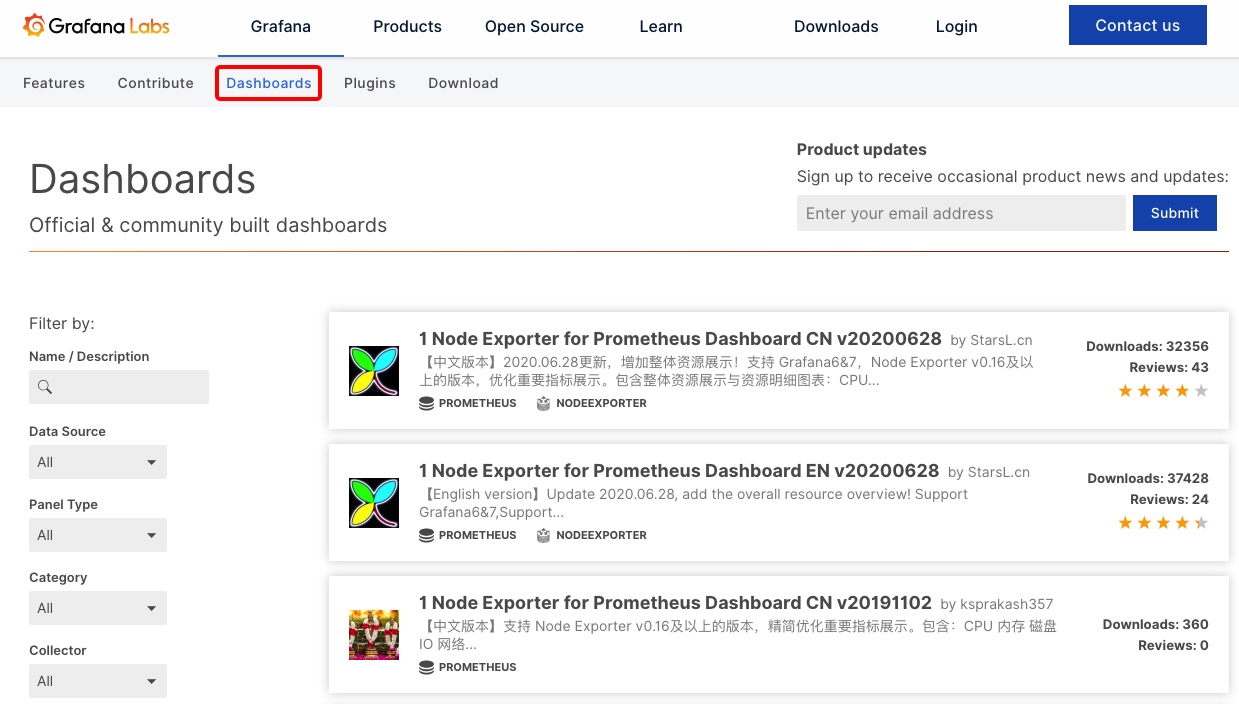 Grafana Labs
Grafana
Products
Open Source
Learn
Downloads
Login
Contact us
Features
Contribute
Dashboards
Plugins
Download
Dashboards
Official & community built dashboards
Product updates
Sign up to receive occasional product news and updates:
Enter your email address
Submit
Filter by:
Name / Description
Data Source
All
Panel Type
All
Category
All
Collector
All
1 Node Exporter for Prometheus Dashboard CN v20200628 by StarsL.cn
【中文版本】2020.06.28更新，增加整体资源展示！支持 Grafana6&7，Node Exporter v0.16及以
上的版本，优化重要指标展示。包含整体资源展示与资源明细图表：CPU...
PROMETHEUS
NODEEXPORTER
Downloads: 32356
Reviews: 43
1 Node Exporter for Prometheus Dashboard EN v20200628 by StarsL.cn
【English version】Update 2020.06.28, add the overall resource overview! Support
Grafana6&7,Support...
PROMETHEUS
NODEEXPORTER
Downloads: 37428
Reviews: 24
1 Node Exporter for Prometheus Dashboard CN v20191102 by ksprakash357
【中文版本】支持 Node Exporter v0.16及以上的版本，精简优化重要指标展示。包含：CPU 内存 磁盘
IO 网络...
PROMETHEUS
Downloads: 360
Reviews: 0